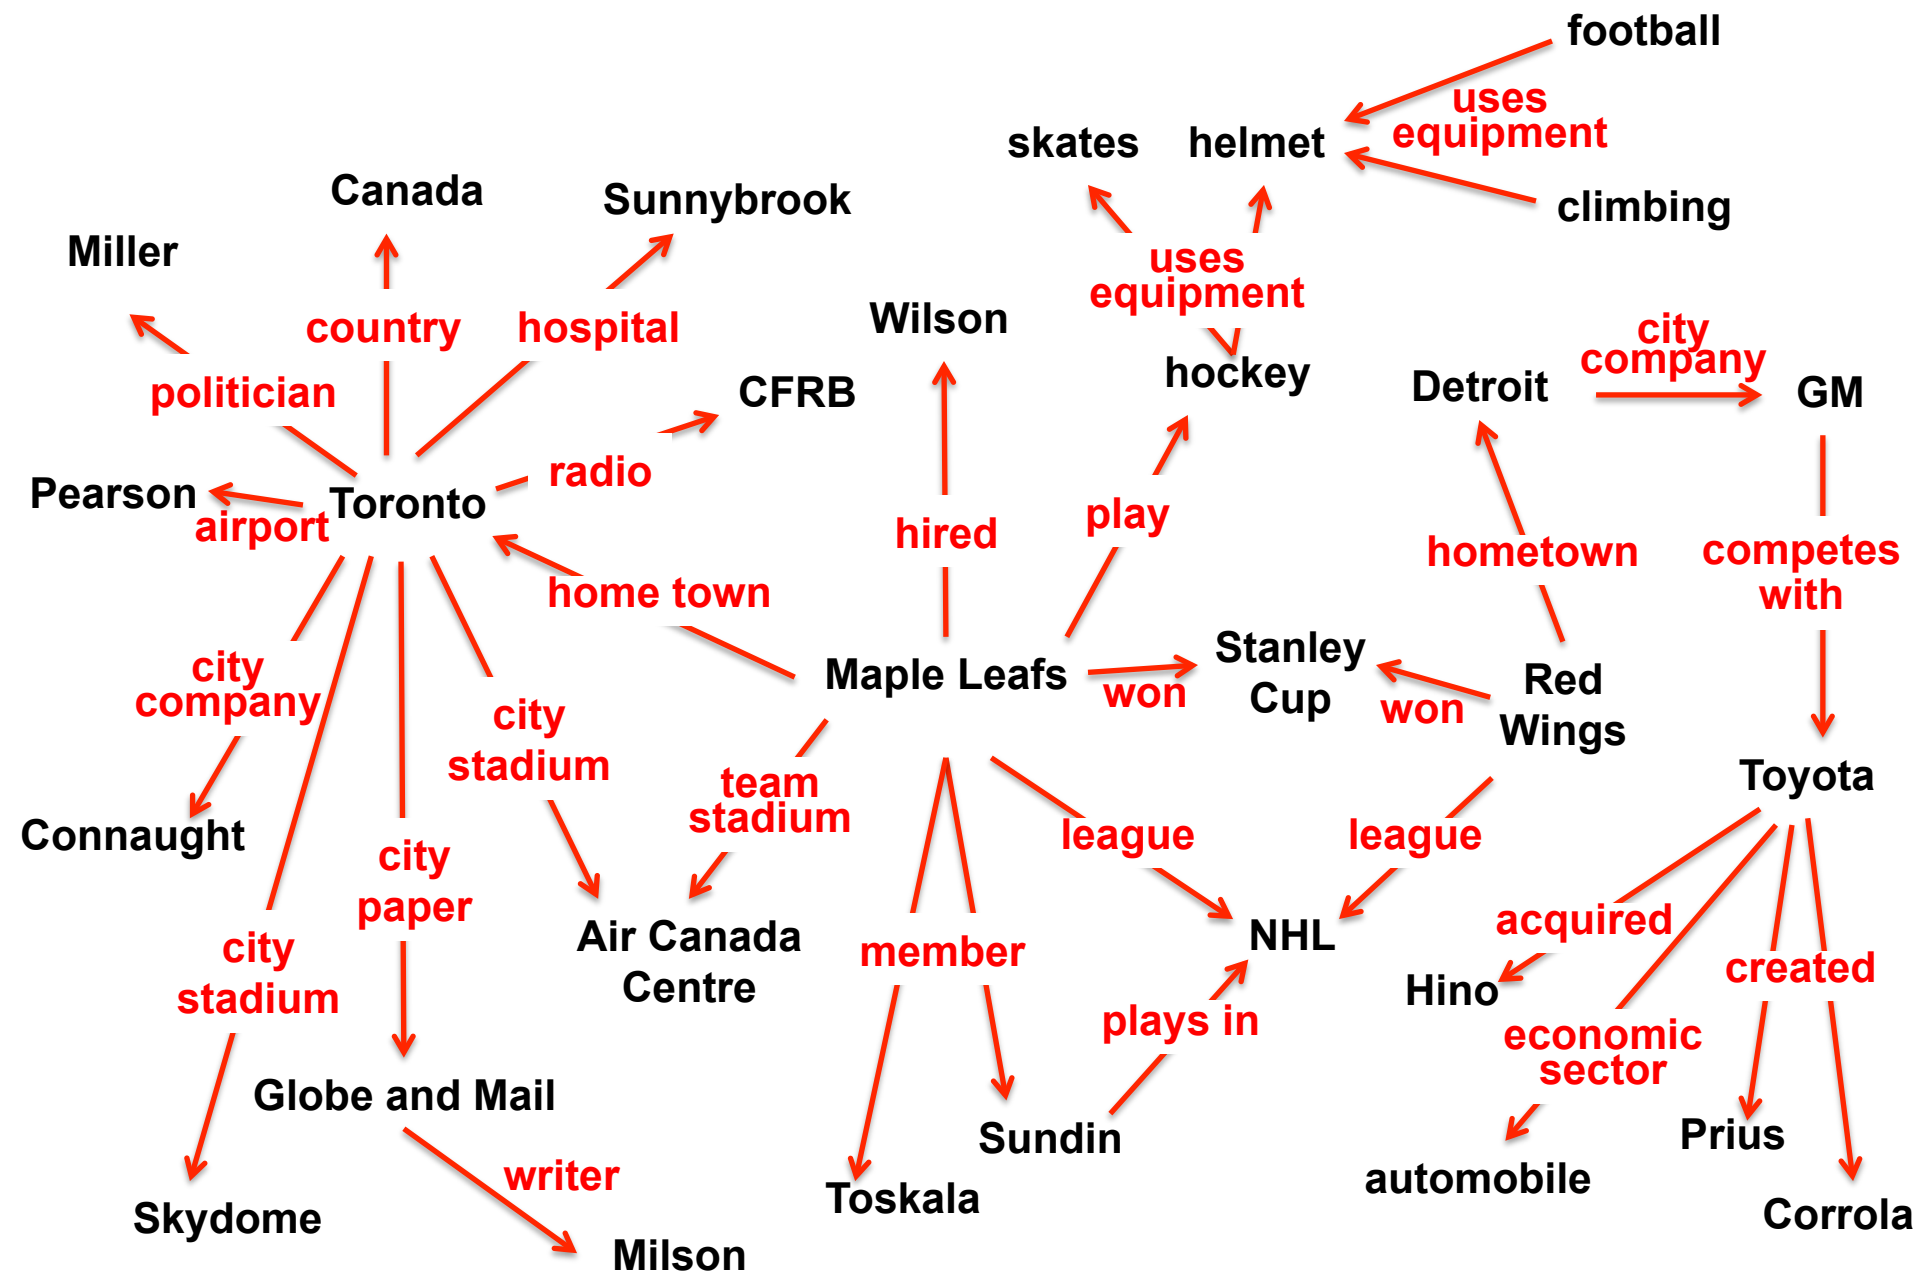 football
uses
equipment
skates
helmet
climbing
Canada
Sunnybrook
Miller
uses
equipment
Wilson
country
hospital
city
company
hockey
Detroit
GM
politician
CFRB
radio
Pearson
Toronto
airport
hired
play
hometown
competes
with
home town
Stanley
Cup
Maple Leafs
won
won
Red
Wings
city
company
city
stadium
team
stadium
Toyota
Connaught
league
league
city
paper
acquired
Air Canada
Centre
member
NHL
created
city
stadium
Hino
plays in
economic
sector
Globe and Mail
Sundin
Prius
writer
automobile
Toskala
Skydome
Corrola
Milson